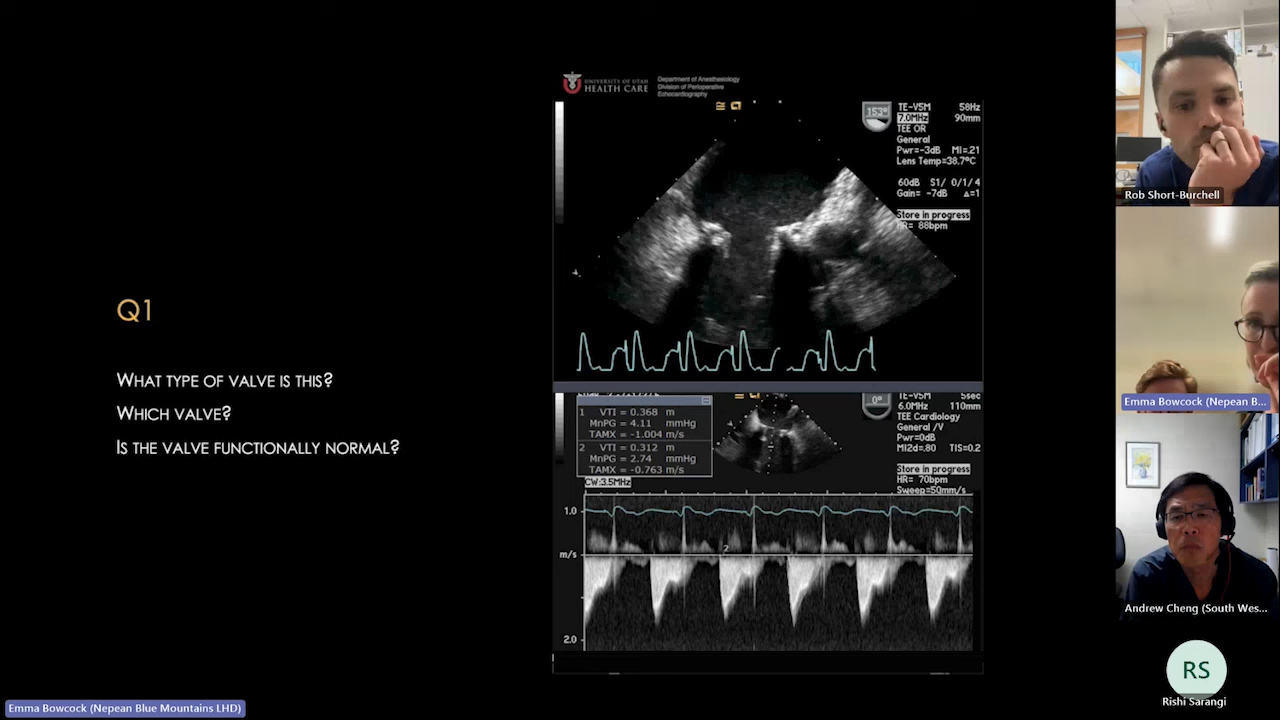 Q1
WHAT TYPE OF VALVE IS THIS?
WHICH VALVE?
IS THE VALVE FUNCTIONALLY NORMAL?
UNIVERSITY OF UTAH
HEALTH CARE
Department of Anesthesiology
Division of Perioperative
Echocardiography
153°
TE-V5M 58Hz
7.0MHz 90mm
TEE OR
General
Pwr=-3dB MI=.21
Lens Temp=38.7°C
60dB S1/ 0/1/4
Gain= -7dB Δ=1
Store in progress
HR= 88bpm
1 VTI = 0.368 m
MnPG = 4.11 mmHg
TAMX = -1.004 m/s
2 VTI = 0.312 m
MnPG = 2.74 mmHg
TAMX = -0.763 m/s
CW:3.5MHz
0°
TE-V5M 5sec
6.0MHz 110mm
TEE Cardiology
General /V
Pwr=0dB
MI2d=.80 TIS=0.2
Store in progress
HR= 70bpm
Sweep=50mm/s
1.0
m/s
2.0
2
Rob Short-Burchell
Emma Bowcock (Nepean B...
Andrew Cheng (South Wes...
RS
Rishi Sarangi
Emma Bowcock (Nepean Blue Mountains LHD)